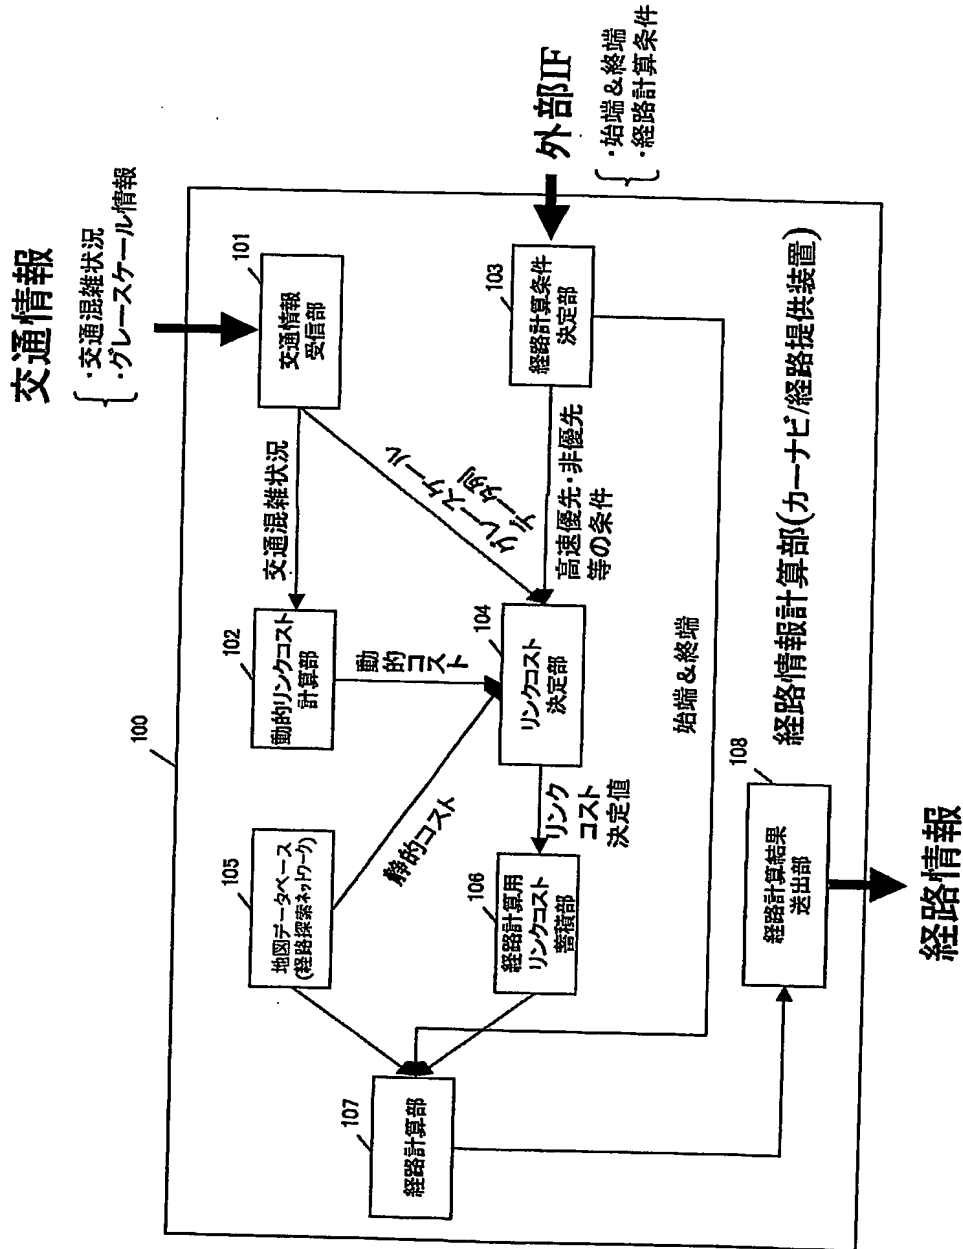 交通情報
・交通混雑状況
・グレースケール情報
外部IF
・始端&終端
・経路計算条件
100
101
交通情報
受信部
103
経路計算条件
決定部
交通混雑状況
グレースケール
データ列
高速優先・非優先
等の条件
102
動的リンクコスト
計算部
動的
コスト
104
リンクコスト
決定部
始端&終端
105
地図データベース
(経路探索ネットワーク)
静的コスト
リンク
コスト
決定値
106
経路計算用
リンクコスト
蓄積部
107
経路計算部
108
経路計算結果
送出部
経路情報計算部(カーナビ/経路提供装置)
経路情報